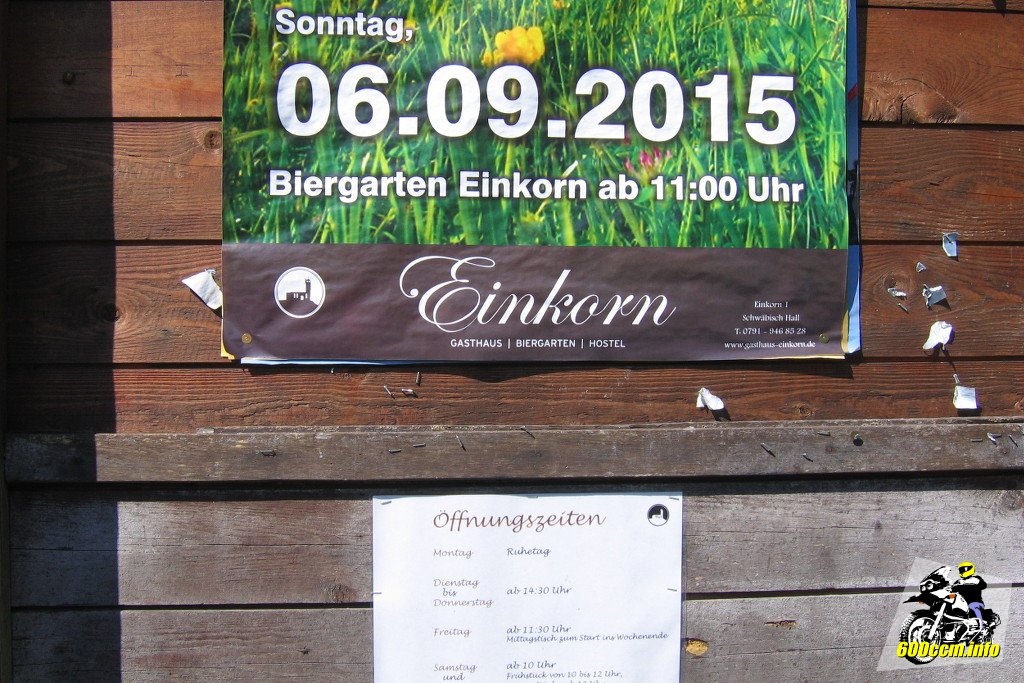 Sonntag,
06.09.2015
Biergarten Einkorn ab 11:00 Uhr
Einkorn
GASTHAUS | BIERGARTEN | HOSTEL
Einkorn 1
Schwäbisch Hall
T. 0791 - 946 85 28
www.gasthaus-einkorn.de
Öffnungszeiten
Montag Ruhetag
Dienstag
bis ab 14:30 Uhr
Donnerstag
Freitag ab 11:30 Uhr
Mittagstisch zum Start ins Wochenende
Samstag ab 10 Uhr
und Frühstück von 10 bis 12 Uhr,
600ccm.info